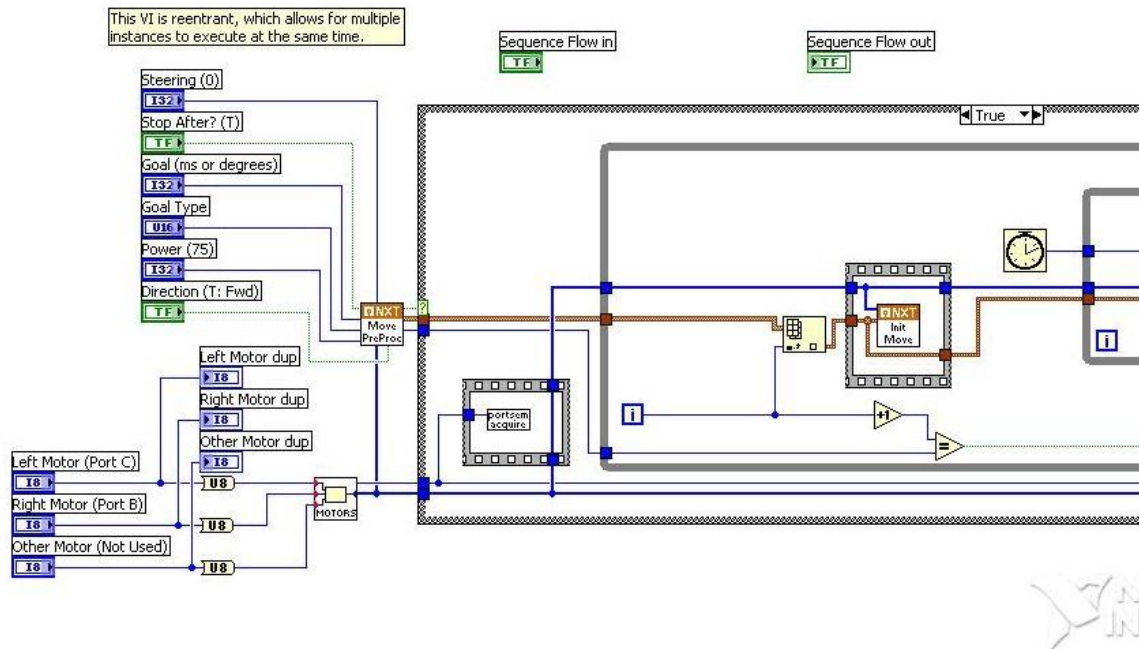 This VI is reentrant, which allows for multiple
instances to execute at the same time.
Sequence Flow in
TF
Sequence Flow out
TF
Steering (0)
I32
Stop After? (T)
TF
Goal (ms or degrees)
I32
Goal Type
U16
Power (75)
I32
Direction (T: Fwd)
TF
True
?
NXT
Move
PreProc
NXT
Init
Move
i
portsem
acquire
i
+1
=
Left Motor dup
I8
Right Motor dup
I8
Other Motor dup
I8
Left Motor (Port C)
I8
U8
Right Motor (Port B)
I8
U8
Other Motor (Not Used)
I8
U8
MOTORS
N
IN